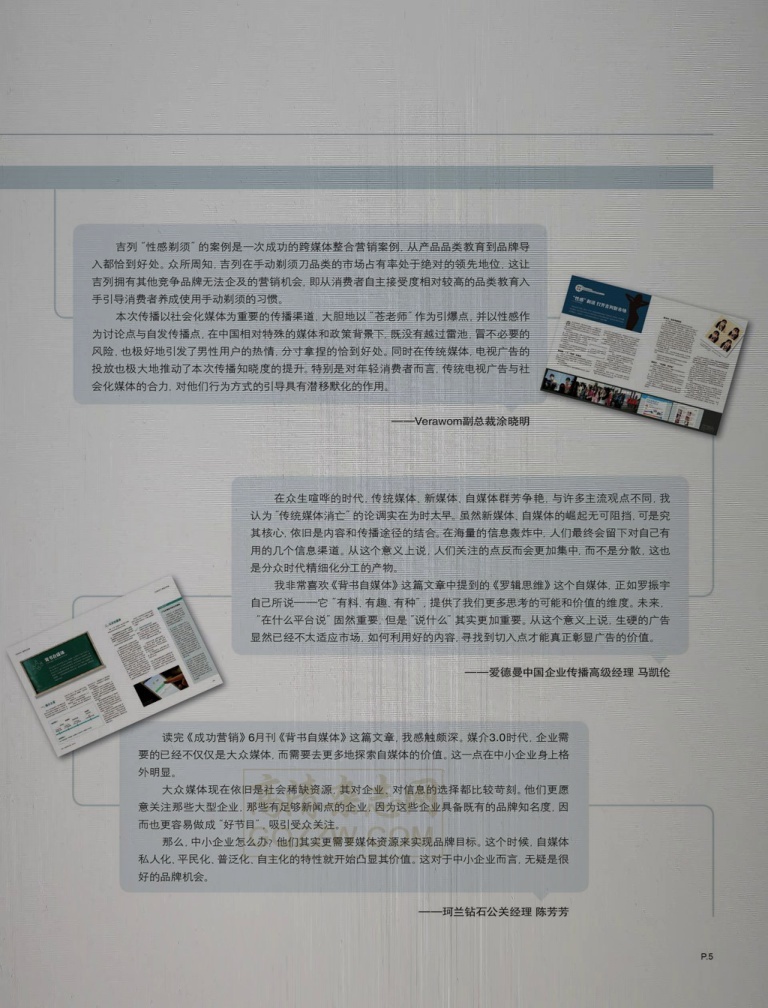 吉列“性感剃须”的案例是一次成功的跨媒体整合营销案例, 从产品品类教育到品牌导
入都恰到好处。众所周知, 吉列在手动剃须刀品类的市场占有率处于绝对的领先地位, 这让
吉列拥有其他竞争品牌无法企及的营销机会, 即从消费者自主接受度相对较高的品类教育入
手引导消费者养成使用手动剃须的习惯。
本次传播以社会化媒体为重要的传播渠道, 大胆地以“苍老师”作为引爆点, 并以性感作
为讨论点与自发传播点, 在中国相对特殊的媒体和政策背景下, 既没有越过雷池, 冒不必要的
风险, 也极好地引发了男性用户的热情, 分寸拿捏的恰到好处。同时在传统媒体, 电视广告的
投放也极大地推动了本次传播知晓度的提升。特别是对年轻消费者而言, 传统电视广告与社
会化媒体的合力, 对他们行为方式的引导具有潜移默化的作用。
——Verawom副总裁涂晓明
在众生喧哗的时代, 传统媒体、新媒体、自媒体群芳争艳, 与许多主流观点不同, 我
认为“传统媒体消亡”的论调实在为时太早。虽然新媒体、自媒体的崛起无可阻挡, 可是究
其核心, 依旧是内容和传播途径的结合。在海量的信息轰炸中, 人们最终会留下对自己有
用的几个信息渠道。从这个意义上说, 人们关注的点反而会更加集中, 而不是分散, 这也
是分众时代精细化分工的产物。
我非常喜欢《背书自媒体》这篇文章中提到的《罗辑思维》这个自媒体, 正如罗振宇
自己所说——它“有料, 有趣, 有种”, 提供了我们更多思考的可能和价值的维度。未来,
“在什么平台说”固然重要, 但是“说什么”其实更加重要。从这个意义上说, 生硬的广告
显然已经不大适应市场, 如何利用好的内容, 寻找到切入点才能真正彰显广告的价值。
——爱德曼中国企业传播高级经理 马凯伦
背书自媒体
读完《成功营销》6月刊《背书自媒体》这篇文章, 我感触颇深。媒介3.0时代, 企业需
要的已经不仅仅是大众媒体, 而需要去更多地探索自媒体的价值。这一点在中小企业身上格
外明显。
大众媒体现在依旧是社会稀缺资源, 其对企业, 对信息的选择都比较苛刻。他们更愿
意关注那些大型企业, 那些有足够新闻点的企业, 因为这些企业具备既有的品牌知名度, 因
而也更容易做成“好节目”, 吸引受众关注。
那么, 中小企业怎么办? 他们其实更需要媒体资源来实现品牌目标。这个时候, 自媒体
私人化, 平民化, 普泛化, 自主化的特性就开始凸显其价值。这对于中小企业而言, 无疑是很
好的品牌机会。
——珂兰钻石公关经理 陈芳芳
P.5